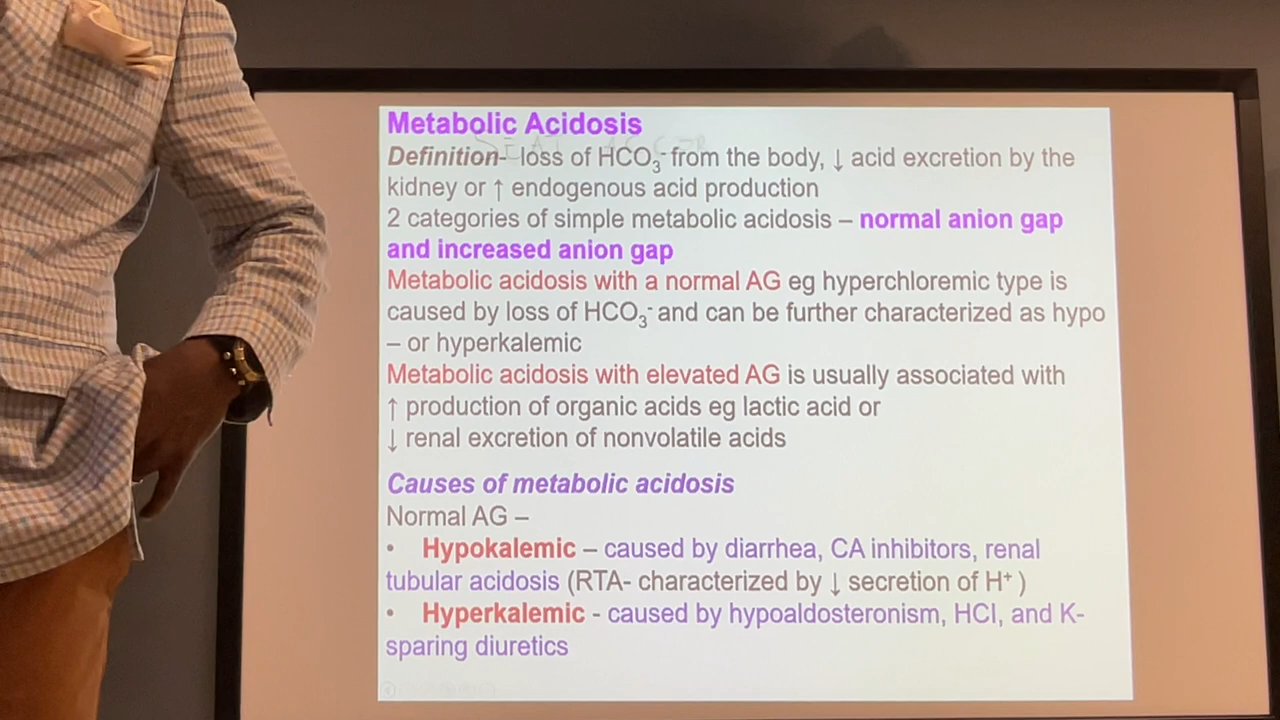 Metabolic Acidosis
Definition- loss of HCO₃⁻ from the body, ↓ acid excretion by the
kidney or ↑ endogenous acid production
2 categories of simple metabolic acidosis – normal anion gap
and increased anion gap
Metabolic acidosis with a normal AG eg hyperchloremic type is
caused by loss of HCO₃⁻ and can be further characterized as hypo
– or hyperkalemic
Metabolic acidosis with elevated AG is usually associated with
↑ production of organic acids eg lactic acid or
↓ renal excretion of nonvolatile acids
Causes of metabolic acidosis
Normal AG –
• Hypokalemic – caused by diarrhea, CA inhibitors, renal
tubular acidosis (RTA- characterized by ↓ secretion of H⁺ )
• Hyperkalemic - caused by hypoaldosteronism, HCl, and K-
sparing diuretics